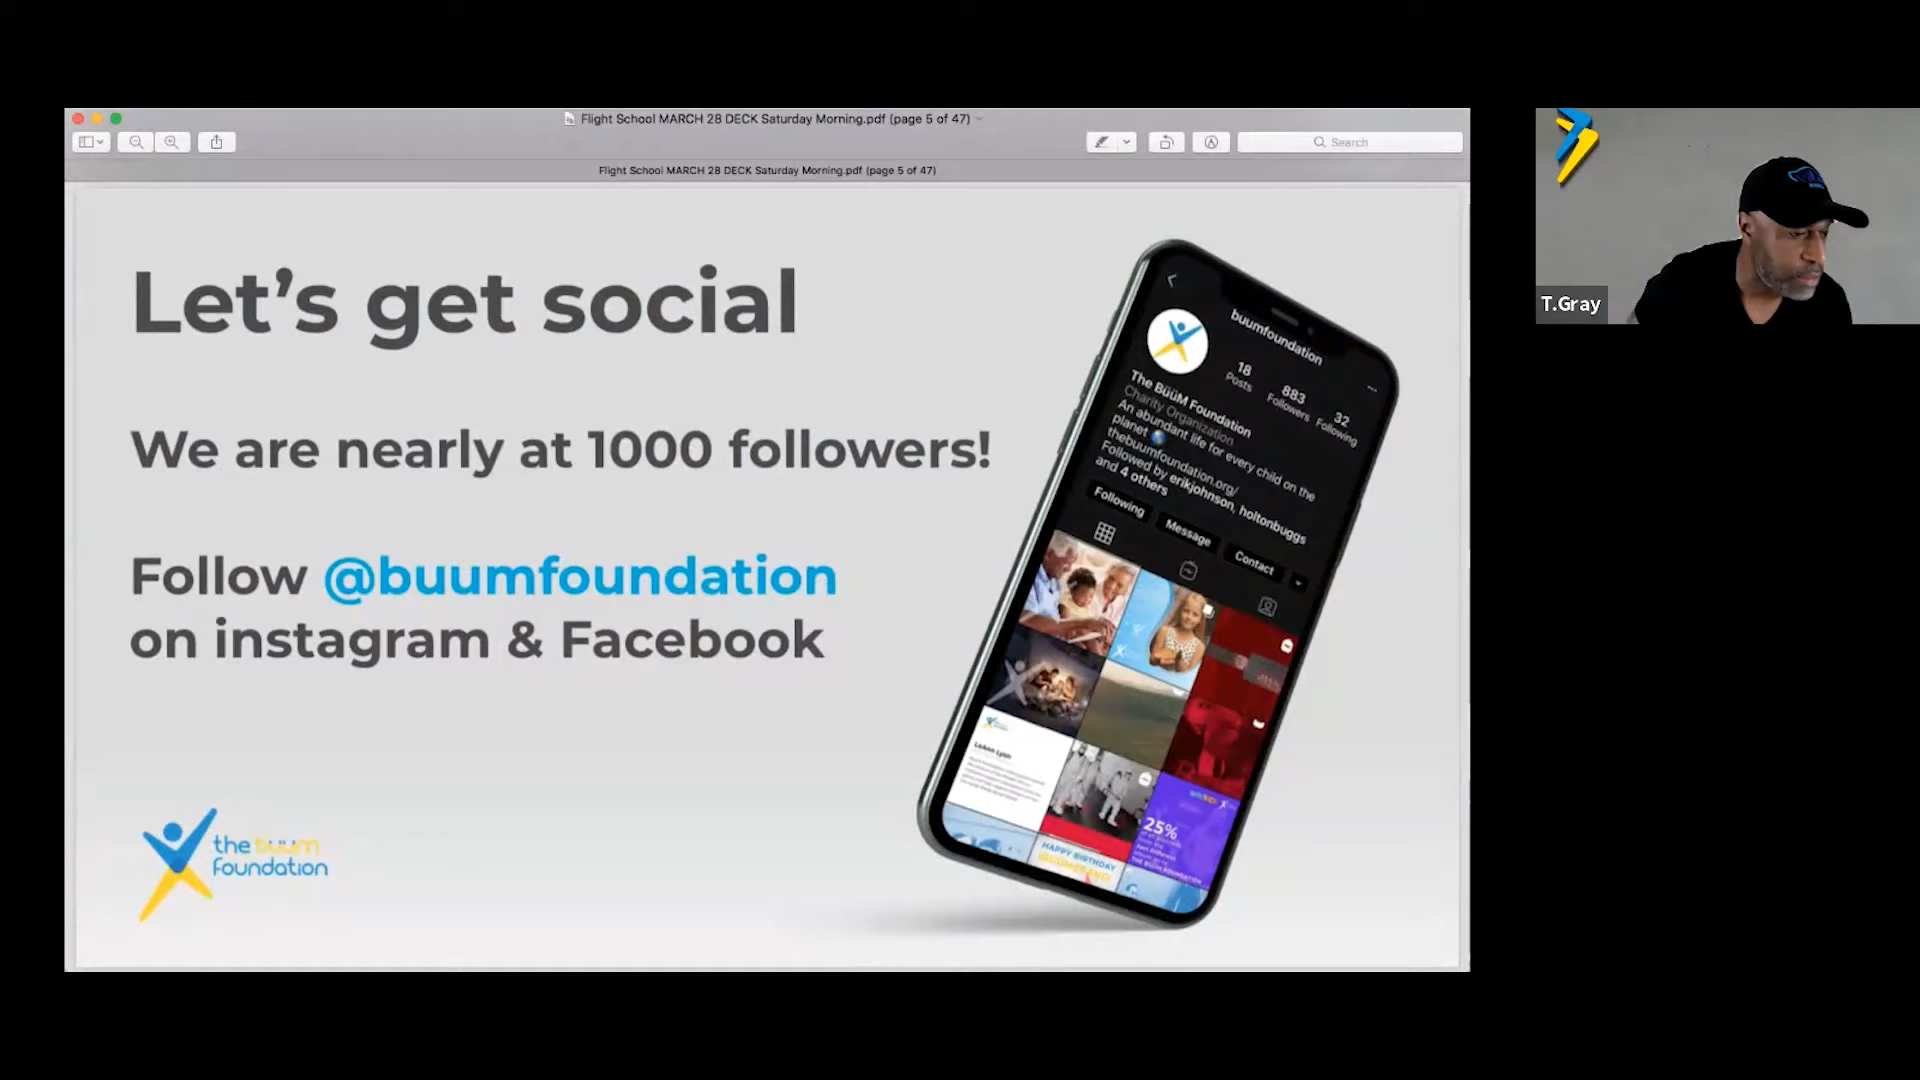 Flight School MARCH 28 DECK Saturday Morning.pdf (page 5 of 47)
Search
Flight School MARCH 28 DECK Saturday Morning.pdf (page 5 of 47)
Let's get social
We are nearly at 1000 followers!
Follow @buumfoundation
on instagram & Facebook
the buum
foundation
buumfoundation
18
Posts
883
Followers
32
Following
The BüüM Foundation
Charity Organization
An abundant life for every child on the
planet
thebuumfoundation.org/
Followed by erikjohnson, holtonbuggs
and 4 others
Following
Message
Contact
LeAnn Lyon
25%
HAPPY BIRTHDAY
T.Gray